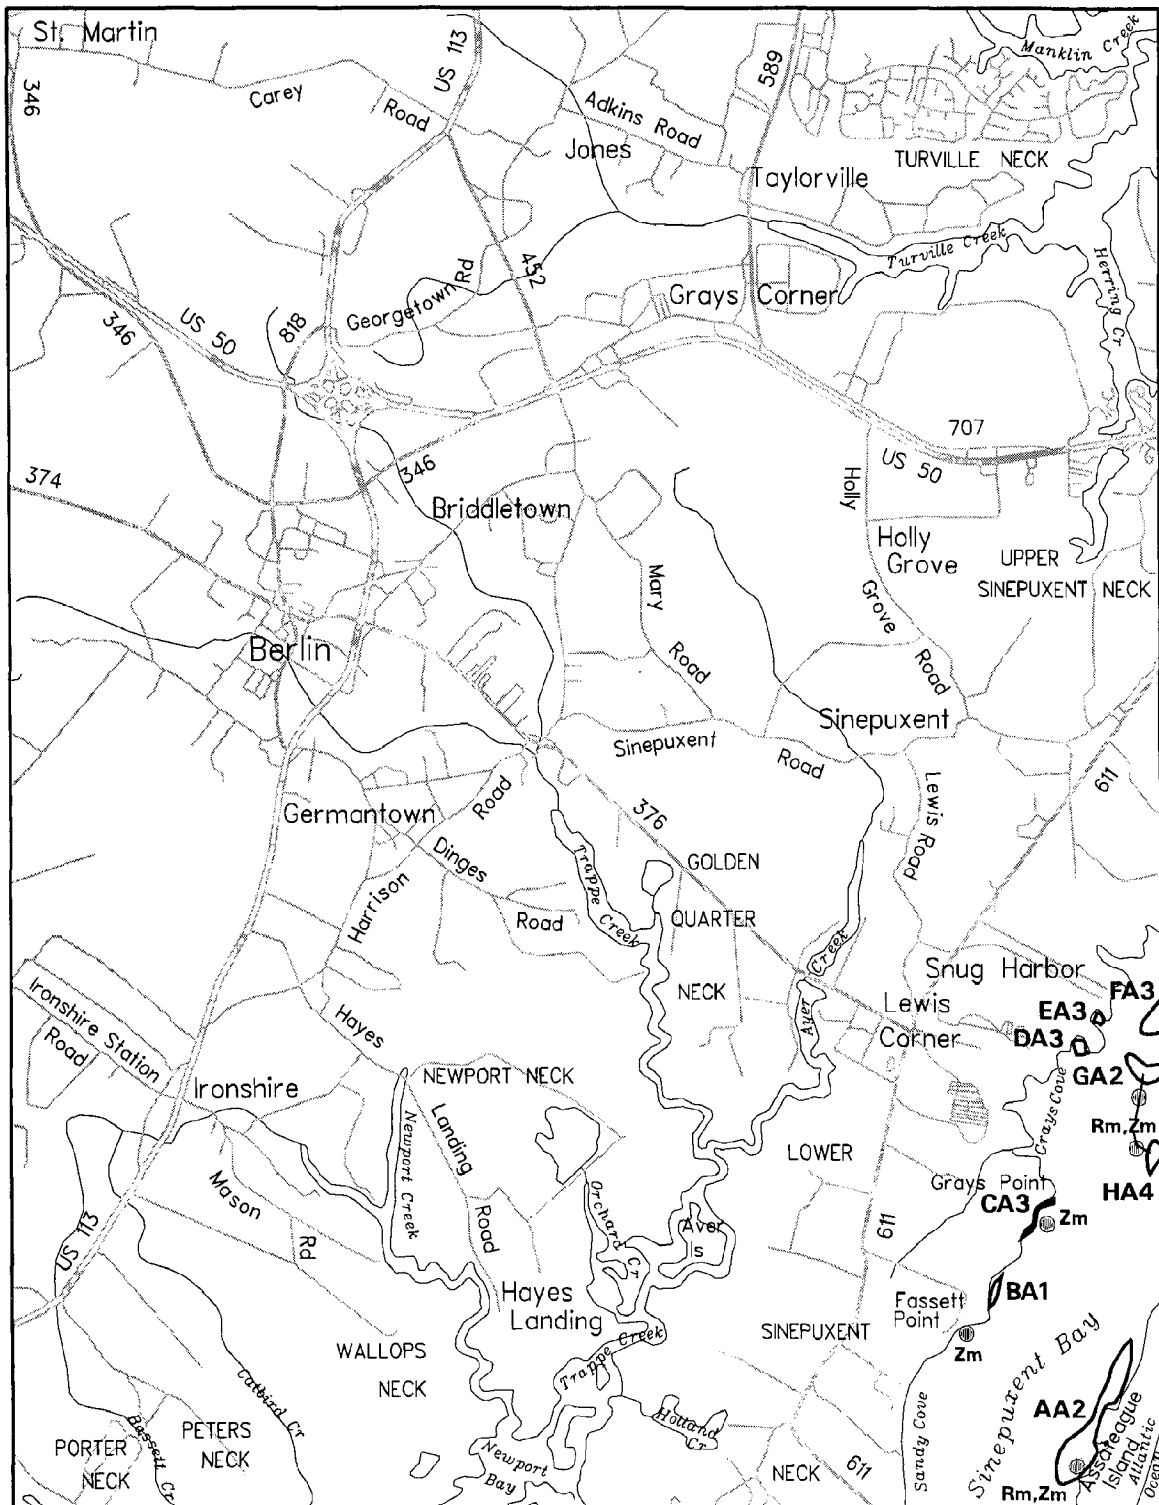 St. Martin
Manklin Creek
US 113
589
346
Carey
Road
Adkins Road
Jones
TURVILLE NECK
Taylorville
Turville Creek
Herring Cr
452
Georgetown Rd
Grays Corner
US 50
818
346
707
US 50
374
346
Holly
Briddletown
Holly
Grove
UPPER
SINEPUXENT NECK
Mary
Grove
Berlin
Road
Road
Sinepuxent
Sinepuxent
Road
611
Lewis Road
Germantown
Road
376
Dinges
Trappe
GOLDEN
Harrison
Road
Creek
QUARTER
Creek
Snug Harbor
NECK
FA3
Ironshire Station
Road
Hayes
Ayer
Lewis
Corner
EA3
DA3
GA2
Ironshire
NEWPORT NECK
Grays Cove
Rm,Zm
Landing
Newport Creek
LOWER
Mason
Rd
Grays Point
HA4
CA3
Zm
US 113
Road
Orchard Cr
Ayer
Is
611
Hayes
Landing
Fassett
Point
BA1
Trappe Creek
SINEPUXENT
Zm
WALLOPS
NECK
Sinepuxent Bay
Catbird Cr
AA2
Holland
Cr
Sandy Cove
Assateague
Island
Atlantic
Ocean
PETERS
NECK
Bassett Cr
PORTER
NECK
Newport
Bay
NECK
611
Rm,Zm